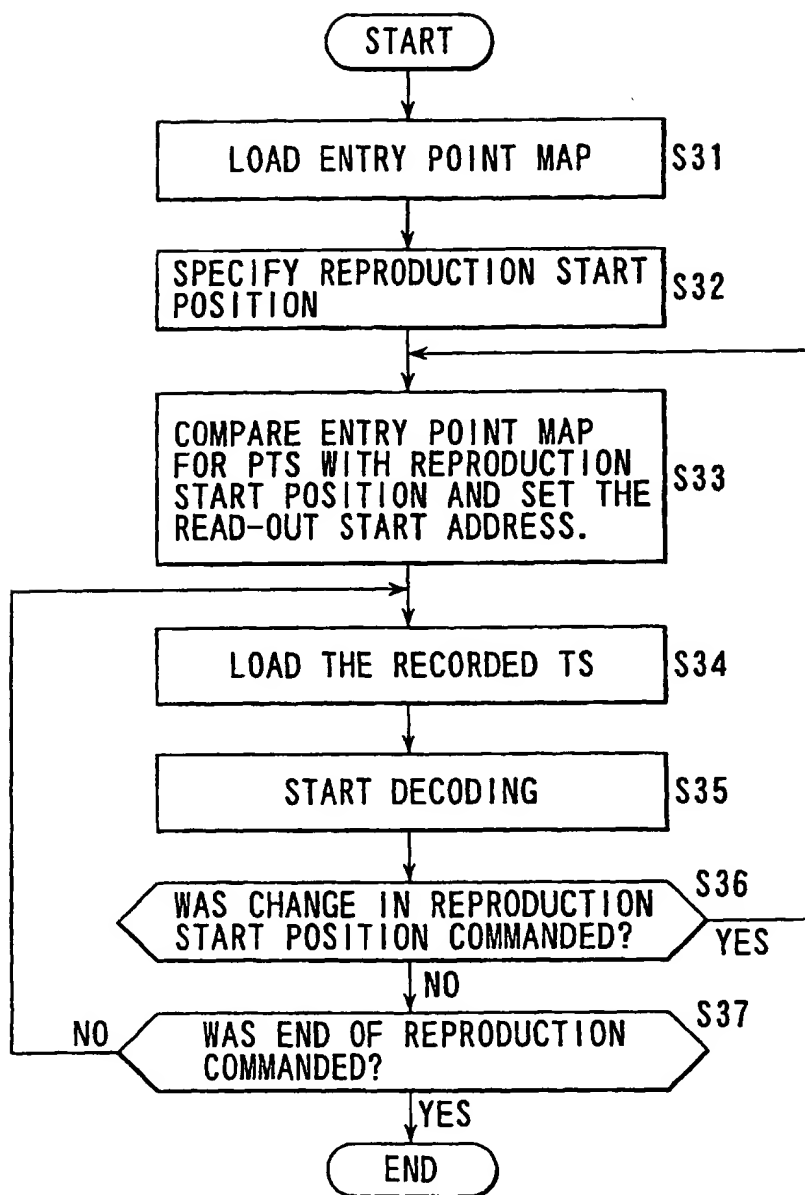 START
LOAD ENTRY POINT MAP
S31
SPECIFY REPRODUCTION START
POSITION
S32
COMPARE ENTRY POINT MAP
FOR PTS WITH REPRODUCTION
START POSITION AND SET THE
READ-OUT START ADDRESS.
S33
LOAD THE RECORDED TS
S34
START DECODING
S35
S36
WAS CHANGE IN REPRODUCTION
START POSITION COMMANDED?
YES
NO
S37
NO
WAS END OF REPRODUCTION
COMMANDED?
YES
END